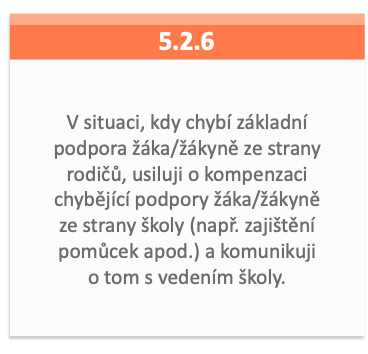 5.2.6
V situaci, kdy chybí základní
podpora žáka/žákyně ze strany
rodičů, usiluji o kompenzaci
chybějící podpory žáka/žákyně
ze strany školy (např. zajištění
pomůcek apod.) a komunikuji
o tom s vedením školy.